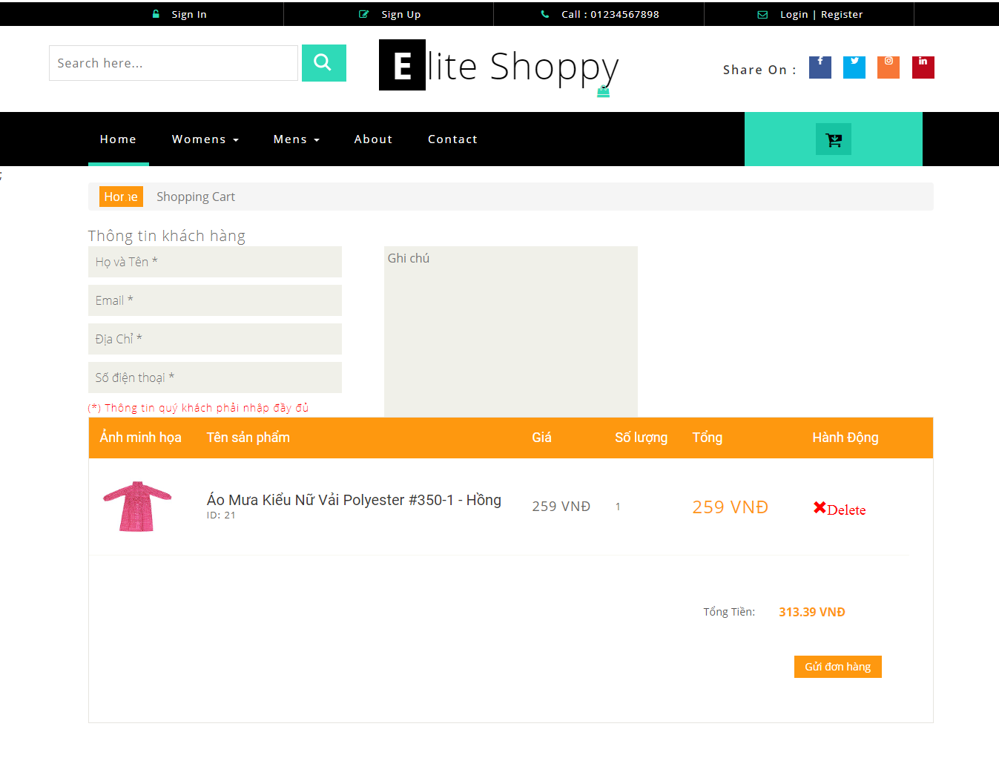 Sign In
Sign Up
Call : 01234567898
Login | Register
Search here...
Elite Shoppy
Share On :
Home
Womens
Mens
About
Contact
;
Home
Shopping Cart
Thông tin khách hàng
Họ và Tên *
Email *
Địa Chỉ *
Số điện thoại *
(*) Thông tin quý khách phải nhập đầy đủ
Ghi chú
Ảnh minh họa
Tên sản phẩm
Giá
Số lượng
Tổng
Hành Động
Áo Mưa Kiểu Nữ Vải Polyester #350-1 - Hồng
ID: 21
259 VNĐ
1
259 VNĐ
Delete
Tổng Tiền:
313.39 VNĐ
Gửi đơn hàng